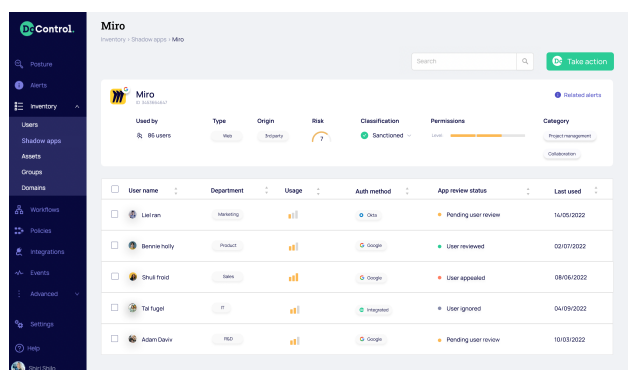 DoControl.
Posture
Alerts
Inventory
Users
Shadow apps
Assets
Groups
Domains
Workflows
Policies
Integrations
Events
Advanced
Settings
Help
Shiri Shilo
Miro
Inventory > Shadow apps > Miro
Search
Do Take action
G
Miro
Related alerts
Used by Type Origin Risk Classification Permissions Category
86 users Web 3rd party 7 Sanctioned Level Project management
Collaboration
User name Department Usage Auth method App review status Last used
Liel ran Marketing Okta Pending user review 14/05/2022
Bennie holly Product G Google User reviewed 02/07/2022
Shuli froid Sales G Google User appealed 08/06/2022
Tal fugel IT Integrated User ignored 04/09/2022
Adam Daviv R&D G Google Pending user review 10/03/2022